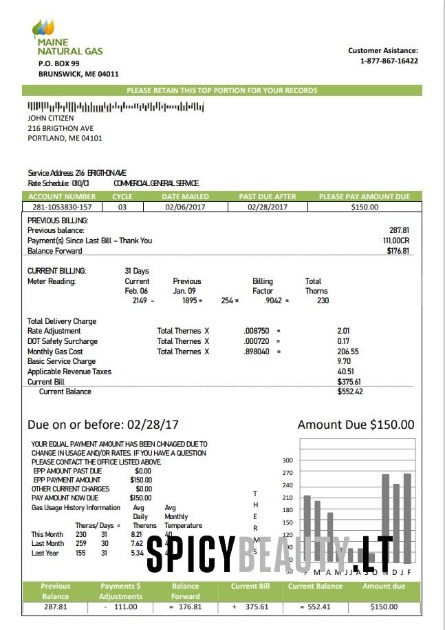 MAINE
NATURAL GAS
P.O. BOX 99
BRUNSWICK, ME 04011
Customer Asistance:
1-877-867-16422
PLEASE RETAIN THIS TOP PORTION FOR YOUR RECORDS
JOHN CITIZEN
216 BRIGTHON AVE
PORTLAND, ME 04101
Service Address: 216 BRIGTHON AVE
Rate Schedule: 010/CI COMMERCIAL GENERAL SERVICE
ACCOUNT NUMBER CYCLE DATE MAILED PAST DUE AFTER PLEASE PAY AMOUNT DUE
281-1053830-157 03 02/06/2017 02/28/2017 $150.00
PREVIOUS BILLING:
Previous balance: 287.81
Payment(s) Since Last Bill – Thank You 111.00CR
Balance Forward $176.81
CURRENT BILLING: 31 Days
Meter Reading: Current Previous Billing Total
Feb. 06 Jan. 09 Factor Thorns
2149 - 1895 = 254 × .9042 = 230
Total Delivery Charge
Rate Adjustment Total Thernes X .008750 = 2.01
DOT Safety Surcharge Total Thernes X .000720 = 0.17
Monthly Gas Cost Total Thernes X .898040 = 206.55
Basic Service Charge 9.70
Applicable Revenue Taxes 40.51
Current Bill $375.61
Current Balance $552.42
Due on or before: 02/28/17 Amount Due $150.00
YOUR EQUAL PAYMENT AMOUNT HAS BEEN CHNAGED DUE TO
CHANGE IN USAGE AND/OR RATES. IF YOU HAVE A QUESTION
PLEASE CONTACT THE OFFICE LISTED ABOVE.
EPP AMOUNT PAST DUE $0.00
EPP PAYMENT AMOUNT $150.00
OTHER CURRENT CHARGES $0.00
PAY AMOUNT NOW DUE $150.00
Gas Usage History Information Avg Avg
Daily Monthly
Theras/ Days = Therens Temperature
This Month 230 31 8.21
Last Month 259 30 7.62
Last Year 155 31 5.34
T
H
E
R
M
S
300
270
240
210
180
150
120
90
60
F M A M J J A S O N D J F
SPICYBEAUTY.LT
Previous Balance Payments $ Adjustments Balance Forward Current Bill Current Balance Amount due
287.81 - 111.00 = 176.81 + 375.61 = 552.41 $150.00